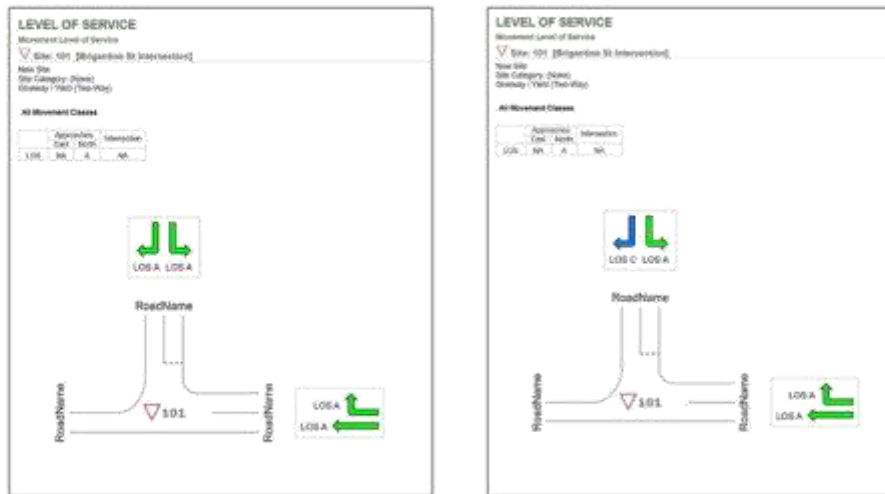 LEVEL OF SERVICE
Movement Level of Service
Site: 101 [Brigantine St Intersection]
New Site
Site Category: (None)
Giveway / Yield (Two-Way)
All Movement Classes
Approaches Intersection
East North
LOS NA A NA
LOS A LOS A
RoadName
RoadName
RoadName
101
LOS A
LOS A
LEVEL OF SERVICE
Movement Level of Service
Site: 101 [Brigantine St Intersection]
New Site
Site Category: (None)
Giveway / Yield (Two-Way)
All Movement Classes
Approaches Intersection
East North
LOS NA A NA
LOS C LOS A
RoadName
RoadName
RoadName
101
LOS A
LOS A